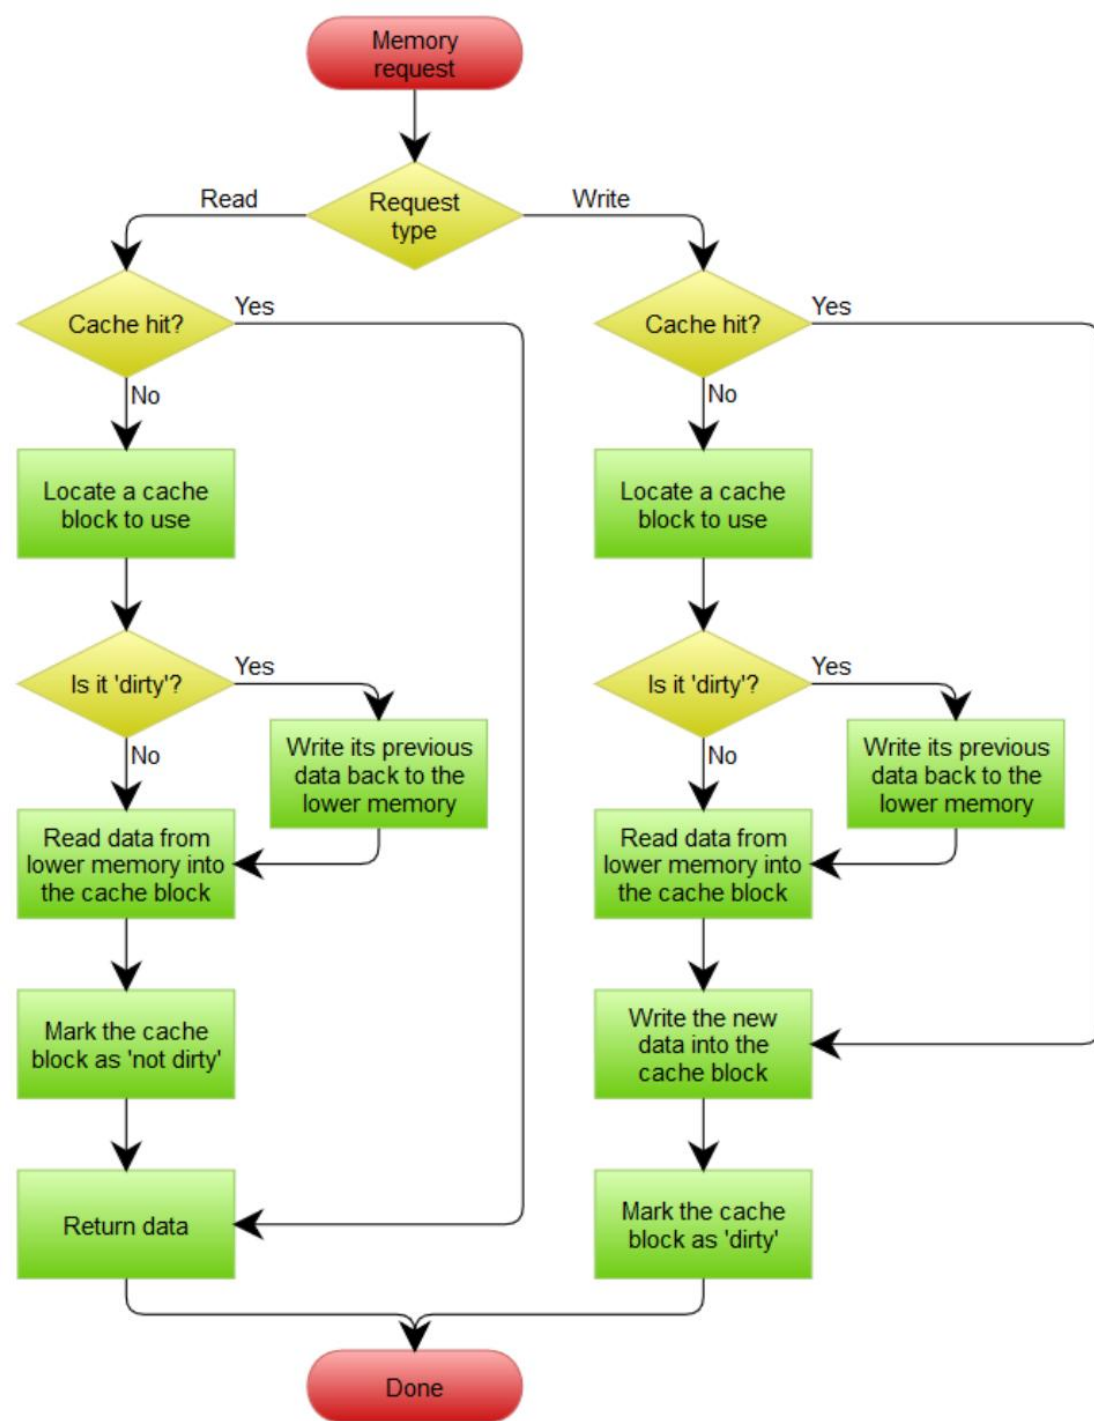 Memory
request
Request
type
Read
Write
Cache hit?
Yes
No
Locate a cache
block to use
Is it 'dirty'?
Yes
No
Write its previous
data back to the
lower memory
Read data from
lower memory into
the cache block
Mark the cache
block as 'not dirty'
Return data
Cache hit?
Yes
No
Locate a cache
block to use
Is it 'dirty'?
Yes
No
Write its previous
data back to the
lower memory
Read data from
lower memory into
the cache block
Write the new
data into the
cache block
Mark the cache
block as 'dirty'
Done